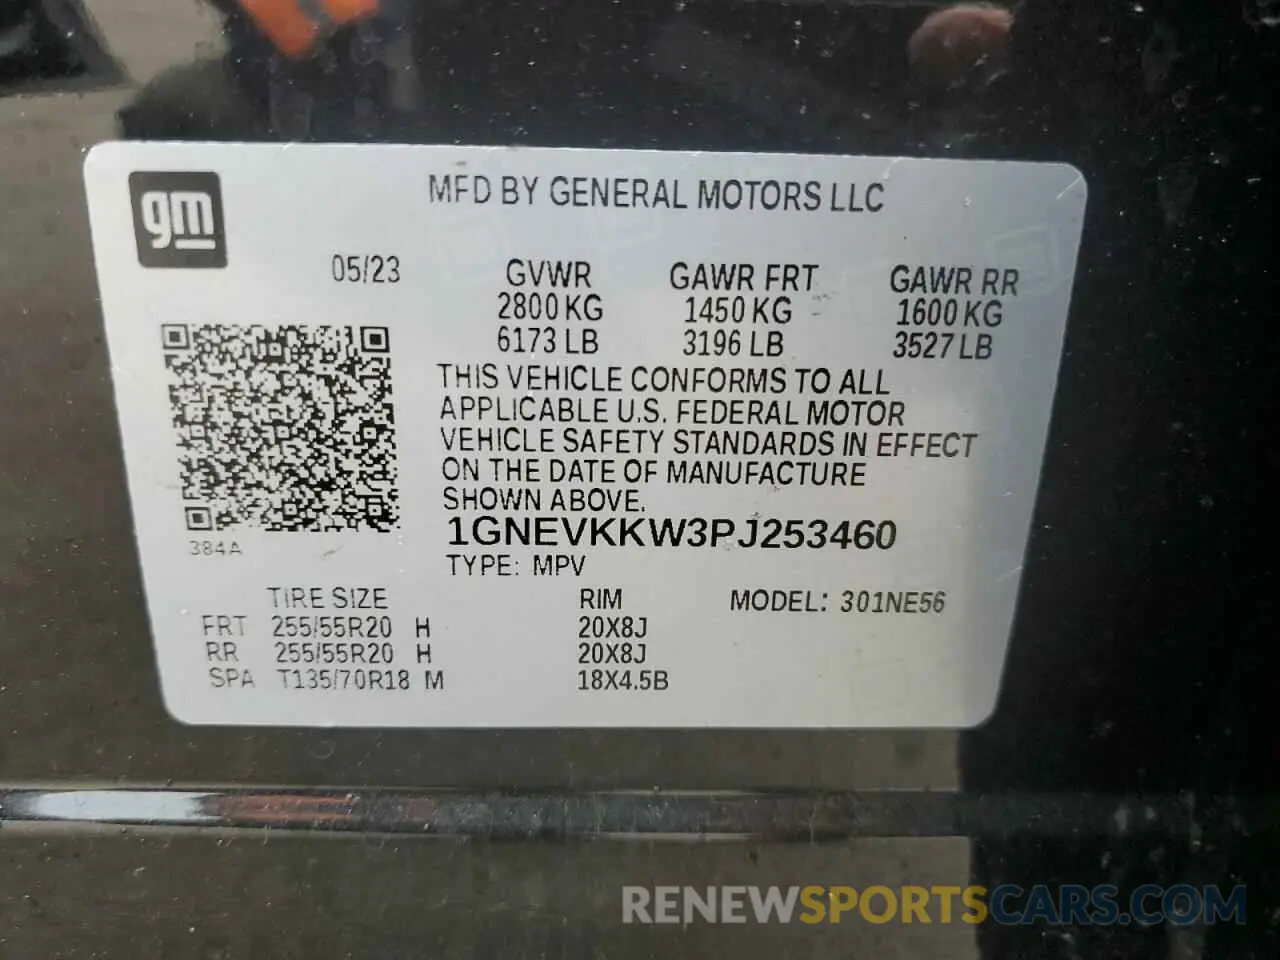 gm
MFD BY GENERAL MOTORS LLC
05/23 GVWR GAWR FRT GAWR RR
2800 KG 1450 KG 1600 KG
6173 LB 3196 LB 3527 LB
THIS VEHICLE CONFORMS TO ALL
APPLICABLE U.S. FEDERAL MOTOR
VEHICLE SAFETY STANDARDS IN EFFECT
ON THE DATE OF MANUFACTURE
SHOWN ABOVE.
384A
1GNEVKKW3PJ253460
TYPE: MPV
TIRE SIZE RIM MODEL: 301NE56
FRT 255/55R20 H 20X8J
RR 255/55R20 H 20X8J
SPA T135/70R18 M 18X4.5B
RENEWSPORTSCARS.COM